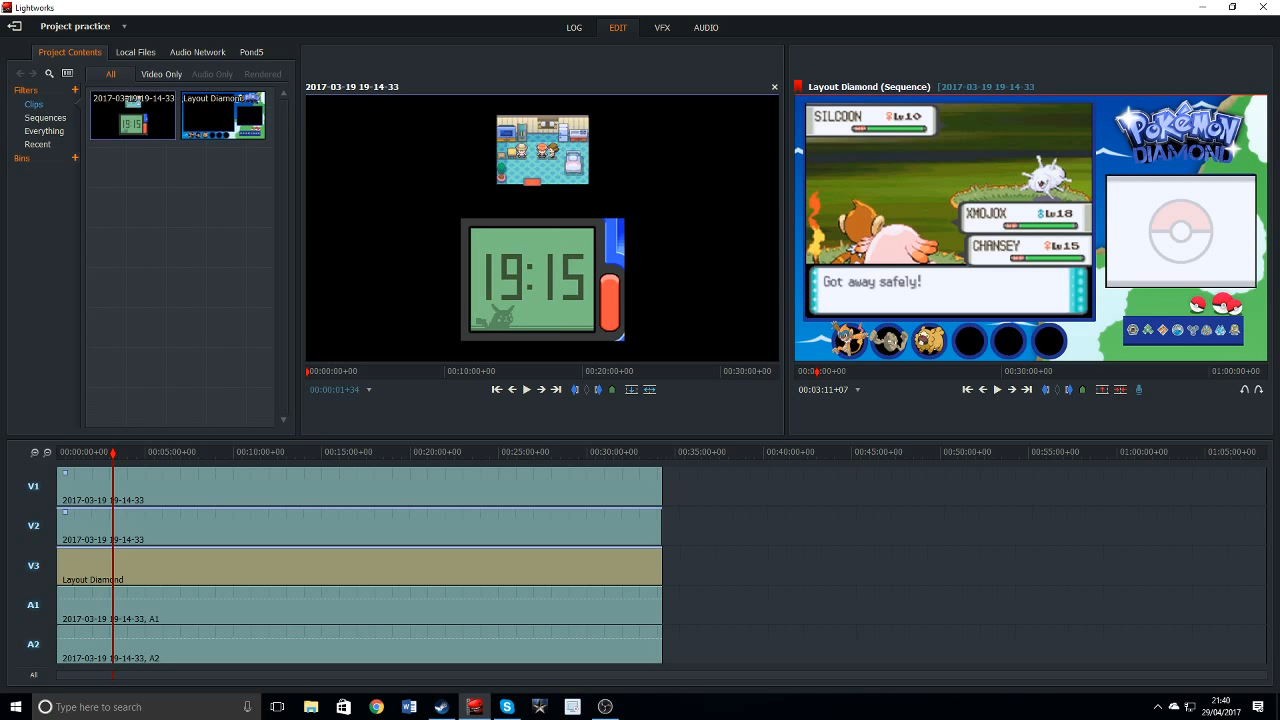 Lightworks
Project practice
LOG
EDIT
VFX
AUDIO
Project Contents
Local Files
Audio Network
Pond5
All
Video Only
Audio Only
Rendered
Filters
Clips
Sequences
Everything
Recent
Bins
2017-03-19 19-14-33
Layout Diamond
2017-03-19 19-14-33
19:15
00:00:00+00
00:10:00+00
00:20:00+00
00:30:00+00
00:00:01+34
Layout Diamond (Sequence)
[2017-03-19 19-14-33
SILCOON Lv10
XMOJOX Lv18
CHANSEY Lv15
Got away safely!
POKéMON
DIAMOND
00:30:00+00
01:00:00+00
00:03:11+07
00:00:00+00
00:05:00+00
00:10:00+00
00:15:00+00
00:20:00+00
00:25:00+00
00:30:00+00
00:35:00+00
00:40:00+00
00:45:00+00
00:50:00+00
00:55:00+00
01:00:00+00
01:05:00+00
V1
2017-03-19 19-14-33
V2
2017-03-19 19-14-33
V3
Layout Diamond
A1
2017-03-19 19-14-33, A1
A2
2017-03-19 19-14-33, A2
All
Type here to search
21:40
29/04/2017